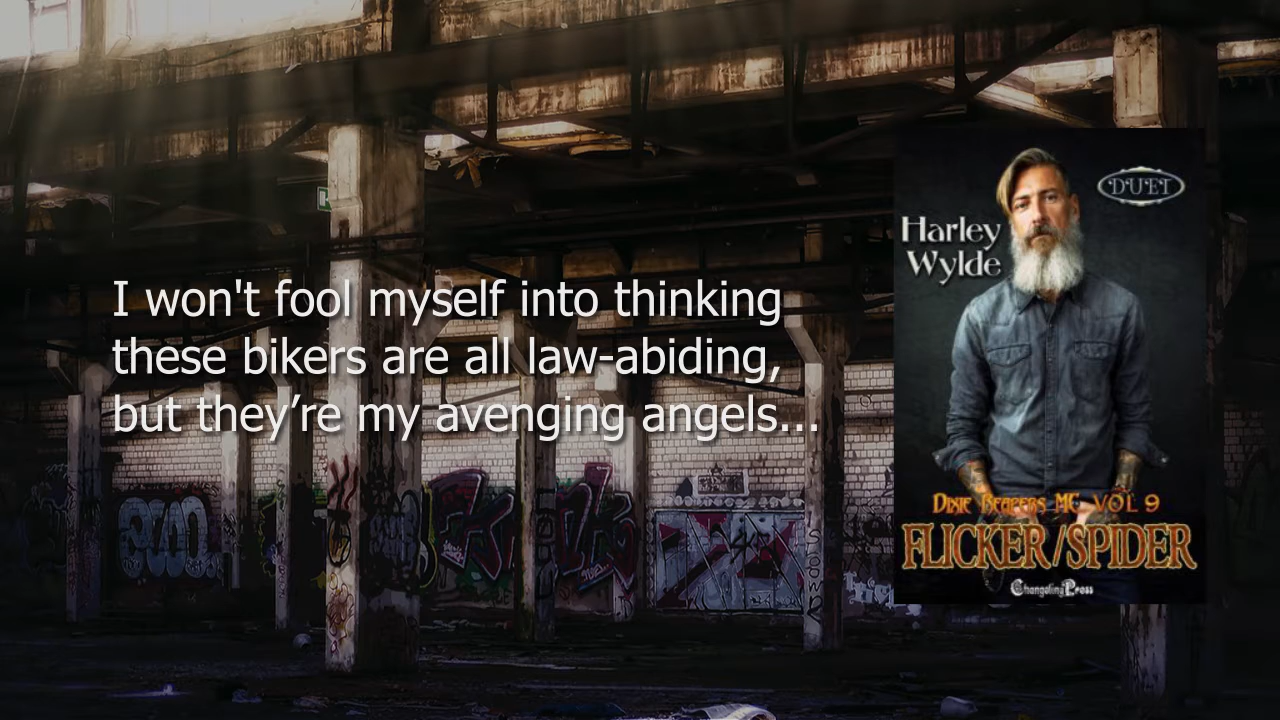 I won't fool myself into thinking
these bikers are all law-abiding,
but they’re my avenging angels...
DUET
Harley
Wylde
DIXIE REAPERS MC VOL 9
FLICKER/SPIDER
Changeling Press